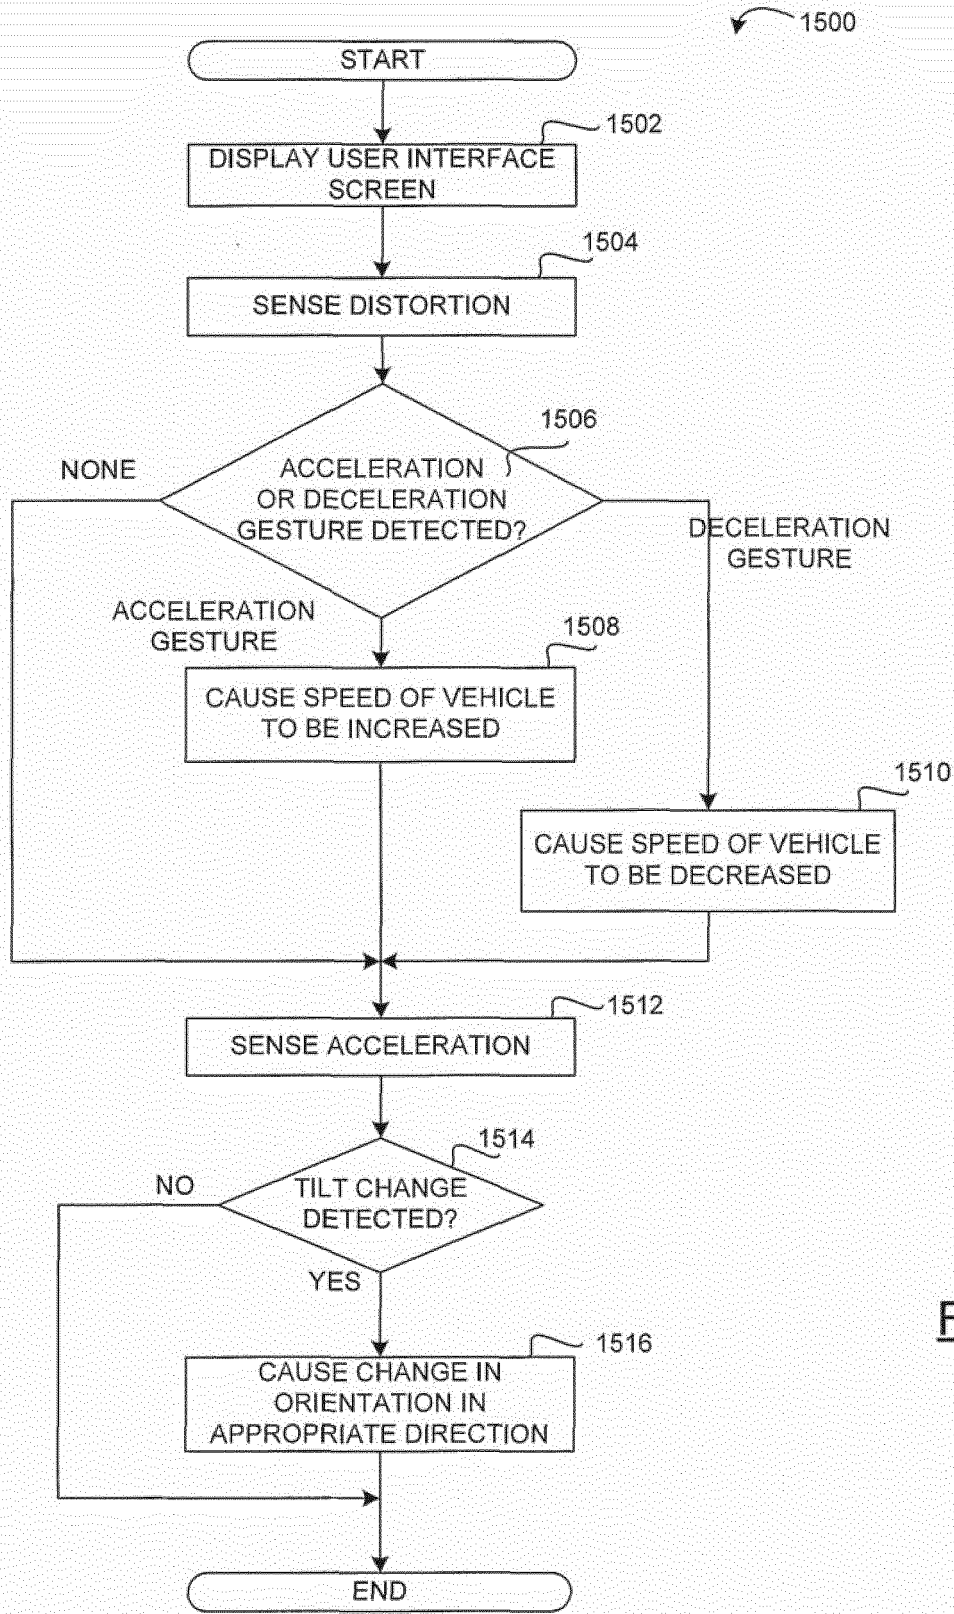 1500
START
1502
DISPLAY USER INTERFACE
SCREEN
1504
SENSE DISTORTION
1506
NONE
ACCELERATION
OR DECELERATION
GESTURE DETECTED?
DECELERATION
GESTURE
ACCELERATION
GESTURE
1508
CAUSE SPEED OF VEHICLE
TO BE INCREASED
1510
CAUSE SPEED OF VEHICLE
TO BE DECREASED
1512
SENSE ACCELERATION
1514
NO
TILT CHANGE
DETECTED?
YES
1516
CAUSE CHANGE IN
ORIENTATION IN
APPROPRIATE DIRECTION
END